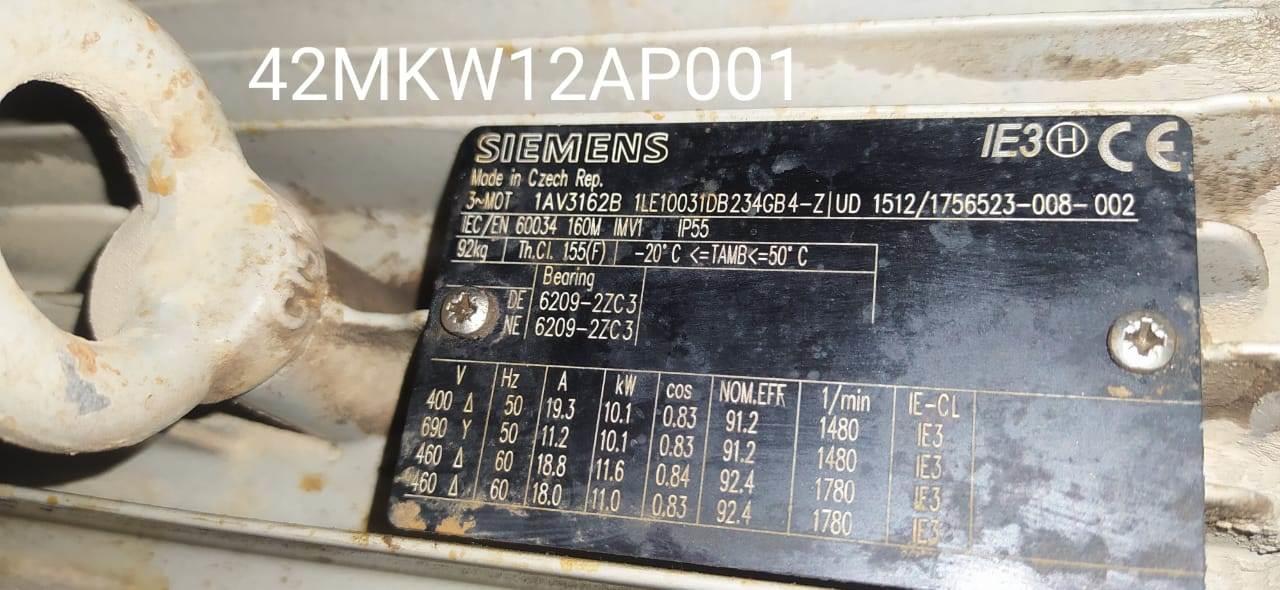 42MKW12AP001
SIEMENS IE3 H CE
Made in Czech Rep.
3~MOT 1AV3162B 1LE10031DB234GB4-Z UD 1512/1756523-008-002
IEC/EN 60034 160M IMV1 IP55
92kg Th.Cl. 155(F) -20°C <=TAMB<=50°C
Bearing
DE 6209-2ZC3
NE 6209-2ZC3
V Hz A kW cos NOM.EFF 1/min IE-CL
400 Δ 50 19.3 10.1 0.83 91.2 1480 IE3
690 Y 50 11.2 10.1 0.83 91.2 1480 IE3
460 Δ 60 18.8 11.6 0.84 92.4 1780 IE3
460 Δ 60 18.0 11.0 0.83 92.4 1780 IE3